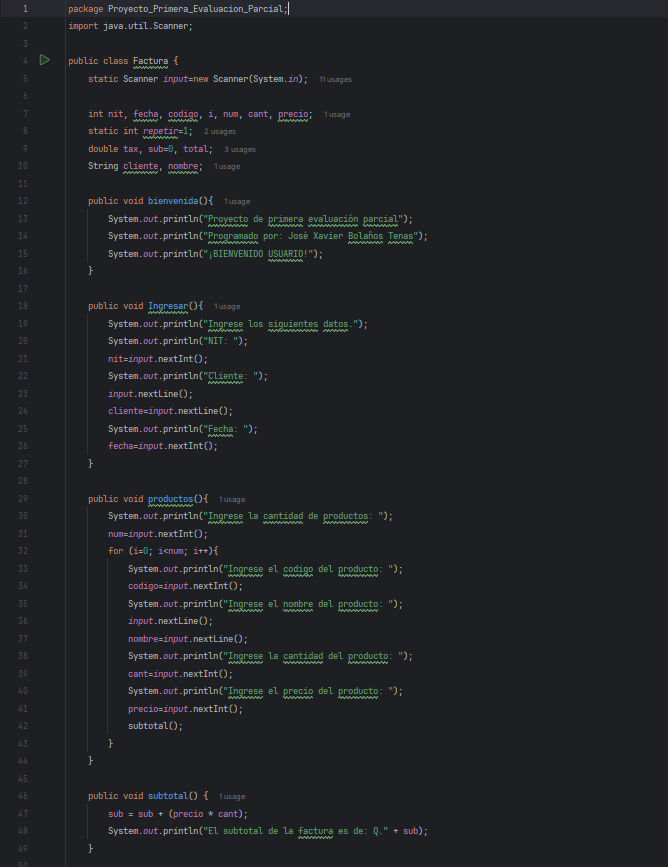 1 package Proyecto_Primera_Evaluacion_Parcial;
2 import java.util.Scanner;
3
4 public class Factura {
5 static Scanner input=new Scanner(System.in); 11 usages
6
7 int nit, fecha, codigo, i, num, cant, precio; 1 usage
8 static int repetir=1; 2 usages
9 double tax, sub=0, total; 3 usages
10 String cliente, nombre; 1 usage
11
12 public void bienvenida(){ 1 usage
13 System.out.println("Proyecto de primera evaluación parcial");
14 System.out.println("Programado por: José Xavier Bolaños Tenas");
15 System.out.println("¡BIENVENIDO USUARIO!");
16 }
17
18 public void Ingresar(){ 1 usage
19 System.out.println("Ingrese los siguientes datos.");
20 System.out.println("NIT: ");
21 nit=input.nextInt();
22 System.out.println("Cliente: ");
23 input.nextLine();
24 cliente=input.nextLine();
25 System.out.println("Fecha: ");
26 fecha=input.nextInt();
27 }
28
29 public void productos(){ 1 usage
30 System.out.println("Ingrese la cantidad de productos: ");
31 num=input.nextInt();
32 for (i=0; i<num; i++){
33 System.out.println("Ingrese el codigo del producto: ");
34 codigo=input.nextInt();
35 System.out.println("Ingrese el nombre del producto: ");
36 input.nextLine();
37 nombre=input.nextLine();
38 System.out.println("Ingrese la cantidad del producto: ");
39 cant=input.nextInt();
40 System.out.println("Ingrese el precio del producto: ");
41 precio=input.nextInt();
42 subtotal();
43 }
44 }
45
46 public void subtotal() { 1 usage
47 sub = sub + (precio * cant);
48 System.out.println("El subtotal de la factura es de: Q." + sub);
49 }
50